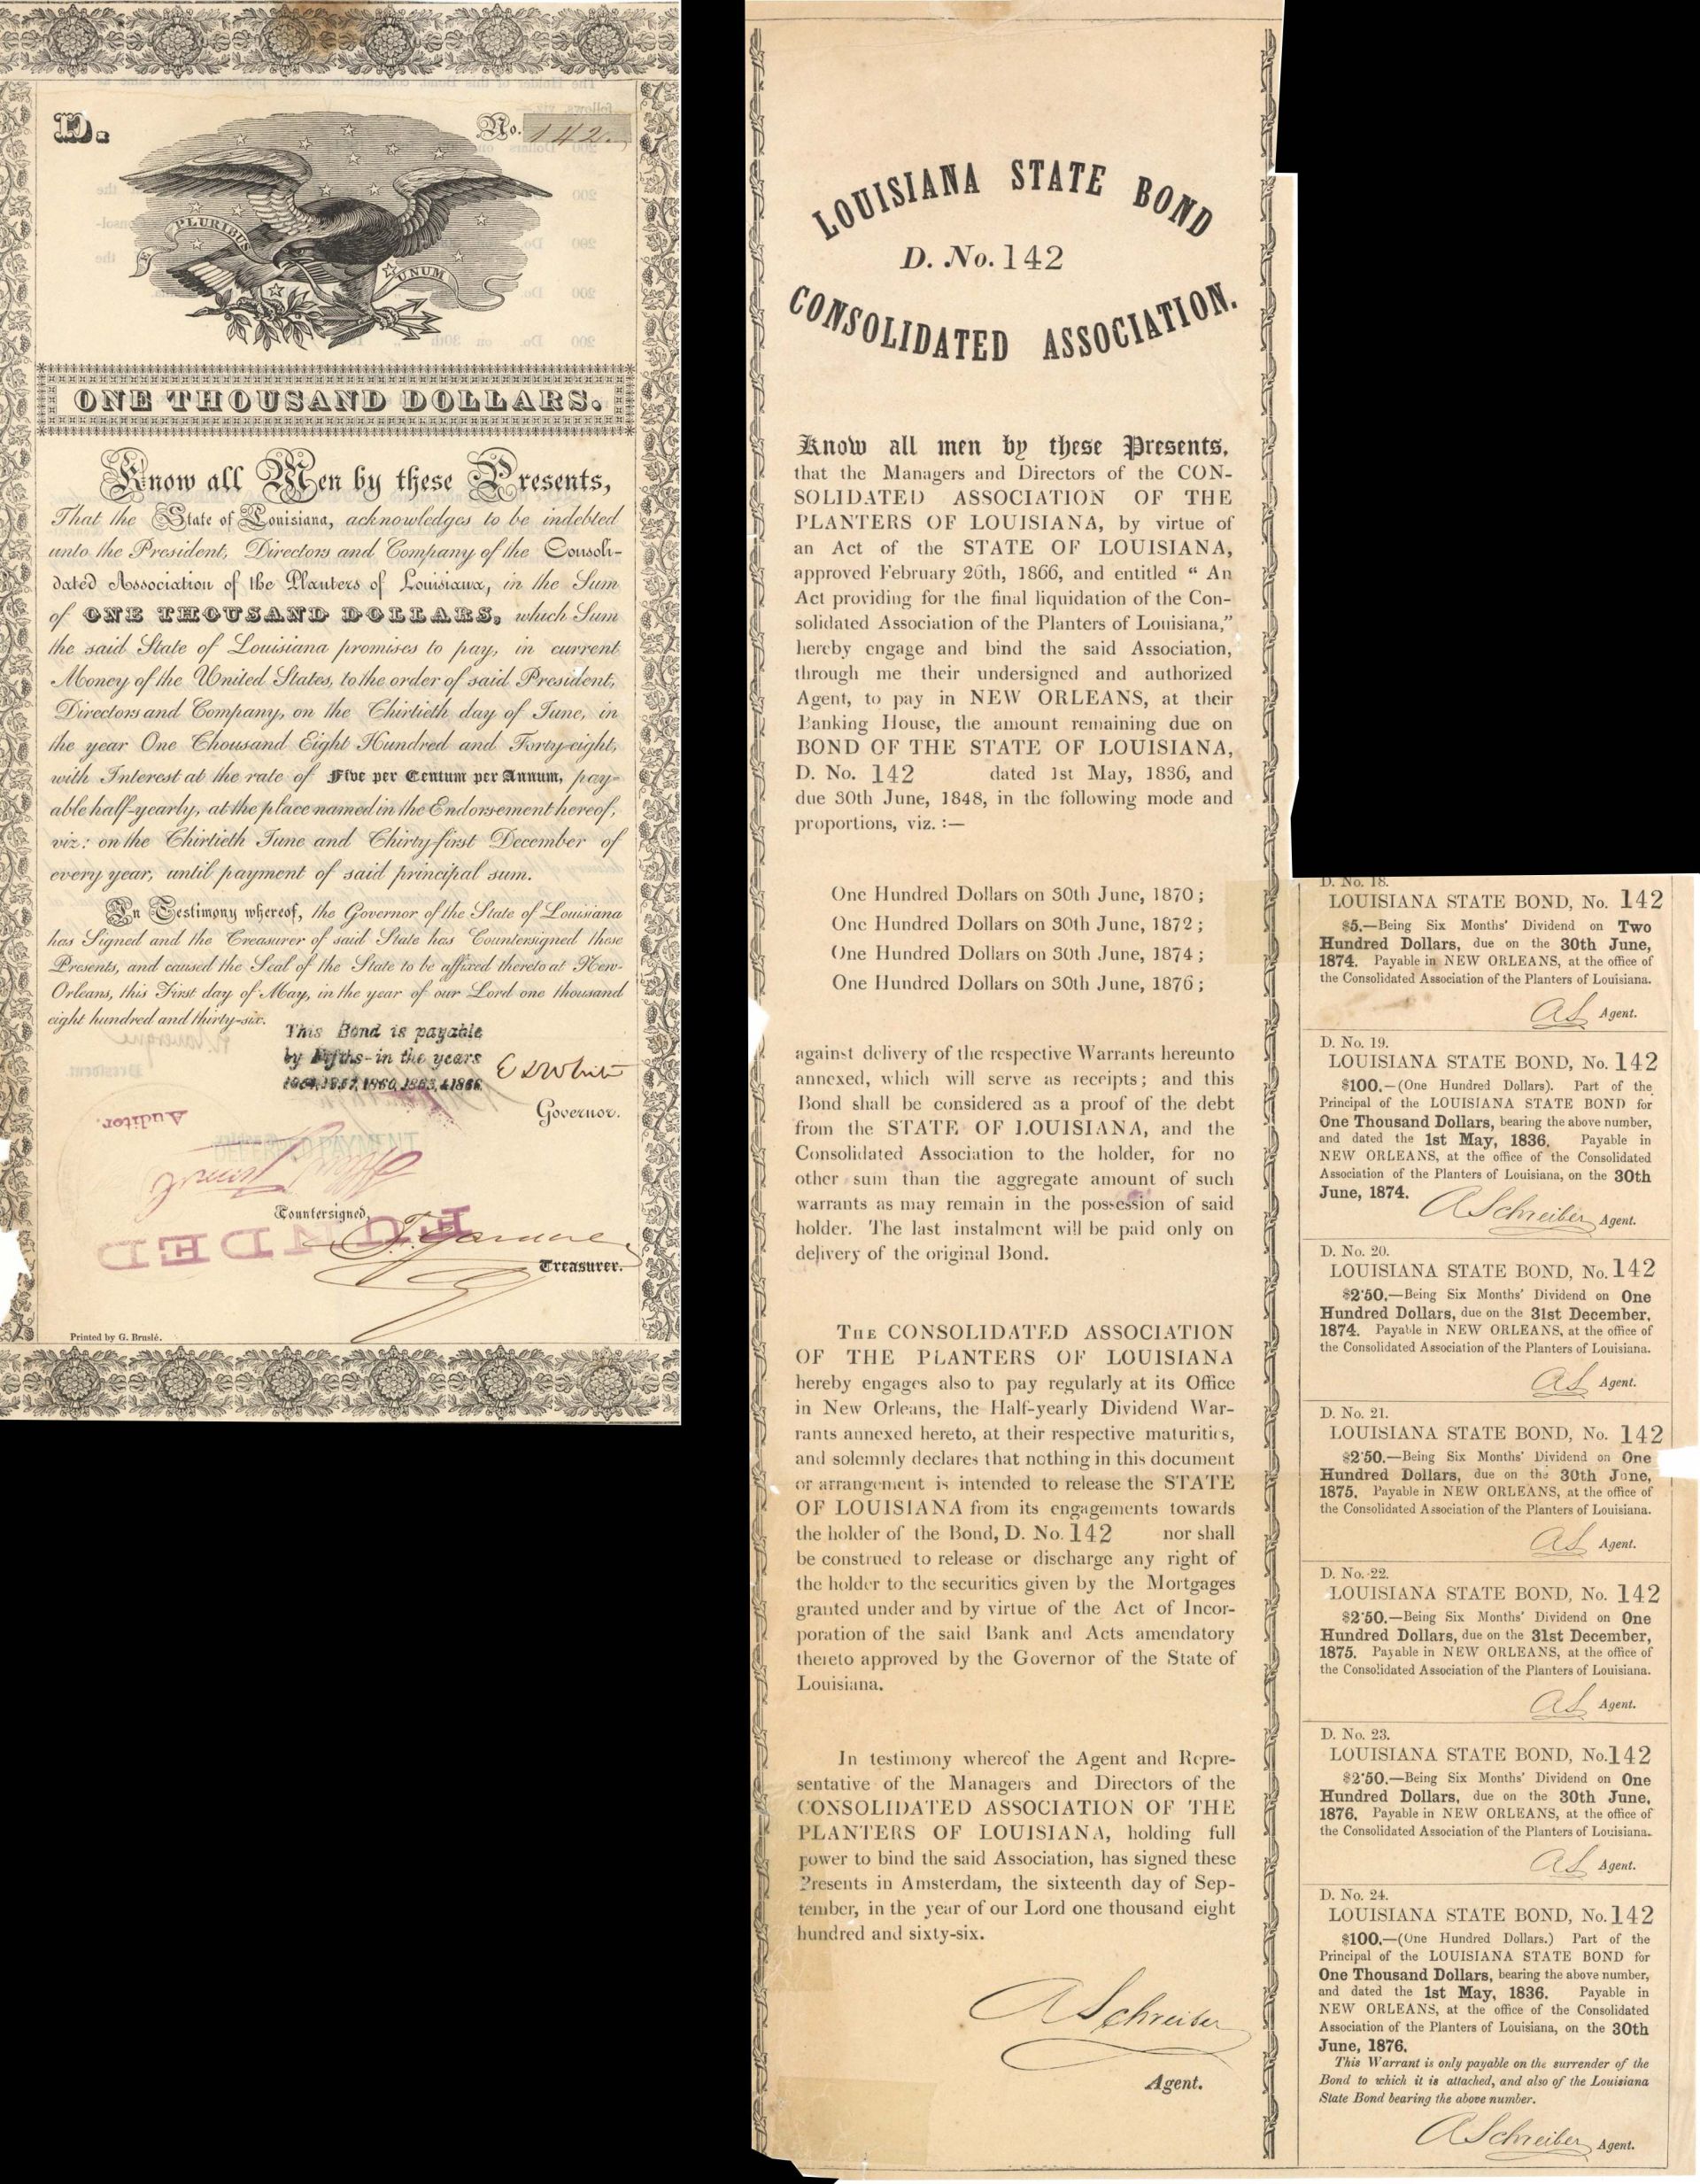 D.
No. 142.
E PLURIBUS UNUM
ONE THOUSAND DOLLARS.
Know all Men by these Presents,
That the State of Louisiana, acknowledges to be indebted
unto the President, Directors and Company of the Consoli-
dated Association of the Planters of Louisiana, in the Sum
of ONE THOUSAND DOLLARS, which Sum
the said State of Louisiana promises to pay, in current
Money of the United States, to the order of said President,
Directors and Company, on the Thirtieth day of June, in
the year One Thousand Eight Hundred and Forty-eight,
with Interest at the rate of Five per Centum per Annum, pay-
able half-yearly, at the place named in the Endorsement hereof,
viz: on the Thirtieth June and Thirty-first December of
every year, until payment of said principal sum.
In Testimony whereof, the Governor of the State of Louisiana
has Signed and the Treasurer of said State has Countersigned these
Presents, and caused the Seal of the State to be affixed thereto at New-
Orleans, this First day of May, in the year of our Lord one thousand
eight hundred and thirty-six.
This Bond is payable
by Fifths-in the years
1857, 1860, 1863, & 1866
E D White
Governor.
Auditor.
DEFERRED PAYMENT
Countersigned,
FUNDED
Treasurer.
Printed by G. Bruslé.
LOUISIANA STATE BOND
D. No. 142
CONSOLIDATED ASSOCIATION.
Know all men by these Presents,
that the Managers and Directors of the CON-
SOLIDATED ASSOCIATION OF THE
PLANTERS OF LOUISIANA, by virtue of
an Act of the STATE OF LOUISIANA,
approved February 26th, 1866, and entitled “ An
Act providing for the final liquidation of the Con-
solidated Association of the Planters of Louisiana,”
hereby engage and bind the said Association,
through me their undersigned and authorized
Agent, to pay in NEW ORLEANS, at their
Banking House, the amount remaining due on
BOND OF THE STATE OF LOUISIANA,
D. No. 142 dated 1st May, 1836, and
due 30th June, 1848, in the following mode and
proportions, viz. :—
One Hundred Dollars on 30th June, 1870 ;
One Hundred Dollars on 30th June, 1872 ;
One Hundred Dollars on 30th June, 1874 ;
One Hundred Dollars on 30th June, 1876 ;
against delivery of the respective Warrants hereunto
annexed, which will serve as receipts ; and this
Bond shall be considered as a proof of the debt
from the STATE OF LOUISIANA, and the
Consolidated Association to the holder, for no
other sum than the aggregate amount of such
warrants as may remain in the possession of said
holder. The last instalment will be paid only on
delivery of the original Bond.
THE CONSOLIDATED ASSOCIATION
OF THE PLANTERS OF LOUISIANA
hereby engages also to pay regularly at its Office
in New Orleans, the Half-yearly Dividend War-
rants annexed hereto, at their respective maturities,
and solemnly declares that nothing in this document
or arrangement is intended to release the STATE
OF LOUISIANA from its engagements towards
the holder of the Bond, D. No. 142 nor shall
be construed to release or discharge any right of
the holder to the securities given by the Mortgages
granted under and by virtue of the Act of Incor-
poration of the said Bank and Acts amendatory
thereto approved by the Governor of the State of
Louisiana.
In testimony whereof the Agent and Repre-
sentative of the Managers and Directors of the
CONSOLIDATED ASSOCIATION OF THE
PLANTERS OF LOUISIANA, holding full
power to bind the said Association, has signed these
Presents in Amsterdam, the sixteenth day of Sep-
tember, in the year of our Lord one thousand eight
hundred and sixty-six.
A Schreiber
Agent.
D. No. 18.
LOUISIANA STATE BOND, No. 142
$5.—Being Six Months' Dividend on Two
Hundred Dollars, due on the 30th June,
1874. Payable in NEW ORLEANS, at the office of
the Consolidated Association of the Planters of Louisiana.
AS Agent.
D. No. 19.
LOUISIANA STATE BOND, No. 142
$100.—(One Hundred Dollars). Part of the
Principal of the LOUISIANA STATE BOND for
One Thousand Dollars, bearing the above number,
and dated the 1st May, 1836. Payable in
NEW ORLEANS, at the office of the Consolidated
Association of the Planters of Louisiana, on the 30th
June, 1874.
A Schreiber Agent.
D. No. 20.
LOUISIANA STATE BOND, No. 142
$2·50.—Being Six Months' Dividend on One
Hundred Dollars, due on the 31st December,
1874. Payable in NEW ORLEANS, at the office of
the Consolidated Association of the Planters of Louisiana.
AS Agent.
D. No. 21.
LOUISIANA STATE BOND, No. 142
$2·50.—Being Six Months' Dividend on One
Hundred Dollars, due on the 30th June,
1875. Payable in NEW ORLEANS, at the office of
the Consolidated Association of the Planters of Louisiana.
AS Agent.
D. No. 22.
LOUISIANA STATE BOND, No. 142
$2·50.—Being Six Months' Dividend on One
Hundred Dollars, due on the 31st December,
1875. Payable in NEW ORLEANS, at the office of
the Consolidated Association of the Planters of Louisiana.
AS Agent.
D. No. 23.
LOUISIANA STATE BOND, No. 142
$2·50.—Being Six Months' Dividend on One
Hundred Dollars, due on the 30th June,
1876. Payable in NEW ORLEANS, at the office of
the Consolidated Association of the Planters of Louisiana.
AS Agent.
D. No. 24.
LOUISIANA STATE BOND, No. 142
$100.—(One Hundred Dollars.) Part of the
Principal of the LOUISIANA STATE BOND for
One Thousand Dollars, bearing the above number,
and dated the 1st May, 1836. Payable in
NEW ORLEANS, at the office of the Consolidated
Association of the Planters of Louisiana, on the 30th
June, 1876.
This Warrant is only payable on the surrender of the
Bond to which it is attached, and also of the Louisiana
State Bond bearing the above number.
A Schreiber Agent.